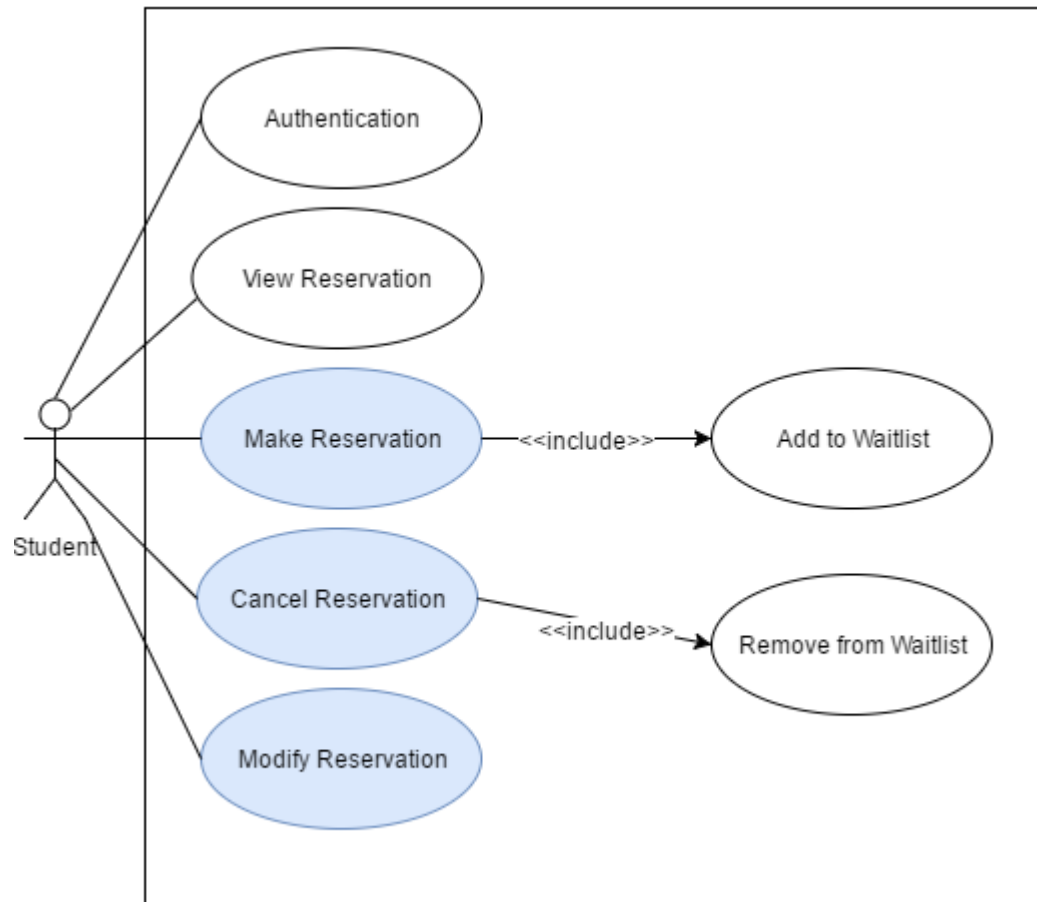 Authentication
View Reservation
Make Reservation
<<include>>
Add to Waitlist
Student
Cancel Reservation
<<include>>
Remove from Waitlist
Modify Reservation